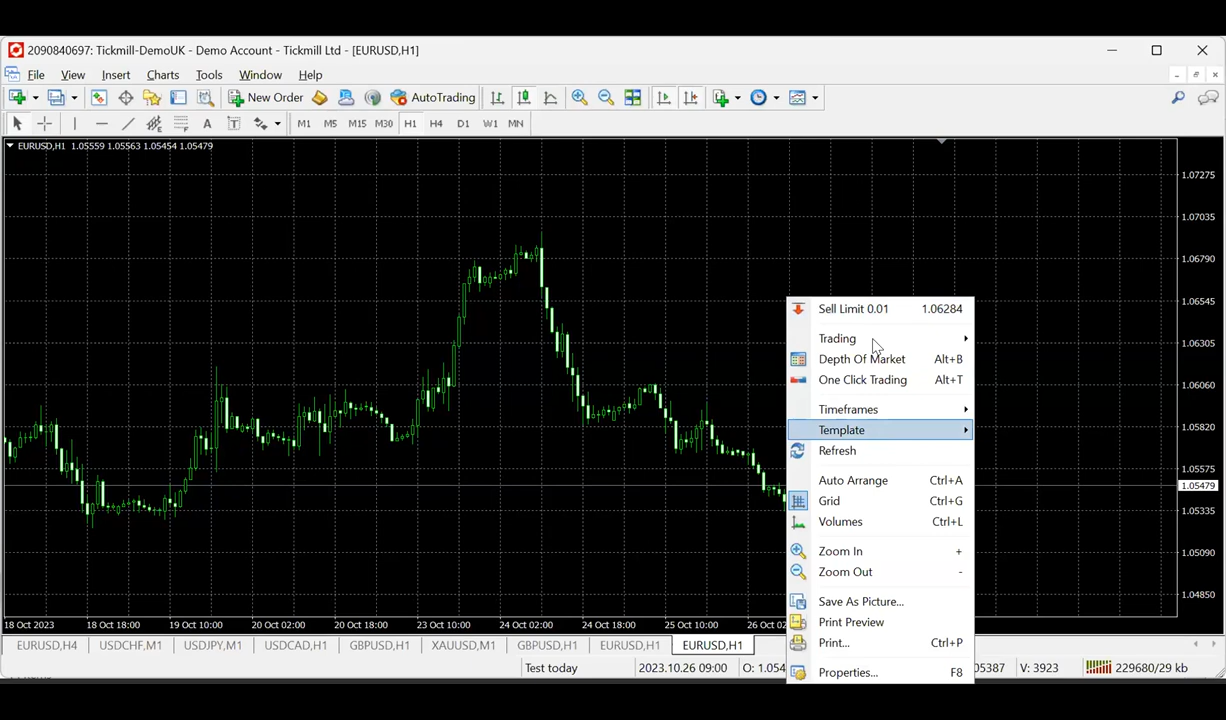 2090840697: Tickmill-DemoUK - Demo Account - Tickmill Ltd - [EURUSD,H1]
File View Insert Charts Tools Window Help
New Order AutoTrading
A T M1 M5 M15 M30 H1 H4 D1 W1 MN
EURUSD,H1 1.05559 1.05563 1.05454 1.05479
1.07275
1.07035
1.06790
1.06545
1.06305
1.06060
1.05820
1.05575
1.05479
1.05335
1.05090
1.04850
Sell Limit 0.01 1.06284
Trading
Depth Of Market Alt+B
One Click Trading Alt+T
Timeframes
Template
Refresh
Auto Arrange Ctrl+A
Grid Ctrl+G
Volumes Ctrl+L
Zoom In +
Zoom Out -
Save As Picture...
Print Preview
Print... Ctrl+P
Properties... F8
18 Oct 2023 18 Oct 18:00 19 Oct 10:00 20 Oct 02:00 20 Oct 18:00 23 Oct 10:00 24 Oct 02:00 24 Oct 18:00 25 Oct 10:00 26 Oct 02
EURUSD,H4 USDCHF,M1 USDJPY,M1 USDCAD,H1 GBPUSD,H1 XAUUSD,M1 GBPUSD,H1 EURUSD,H1 EURUSD,H1
Test today 2023.10.26 09:00 O: 1.054 05387 V: 3923 229680/29 kb